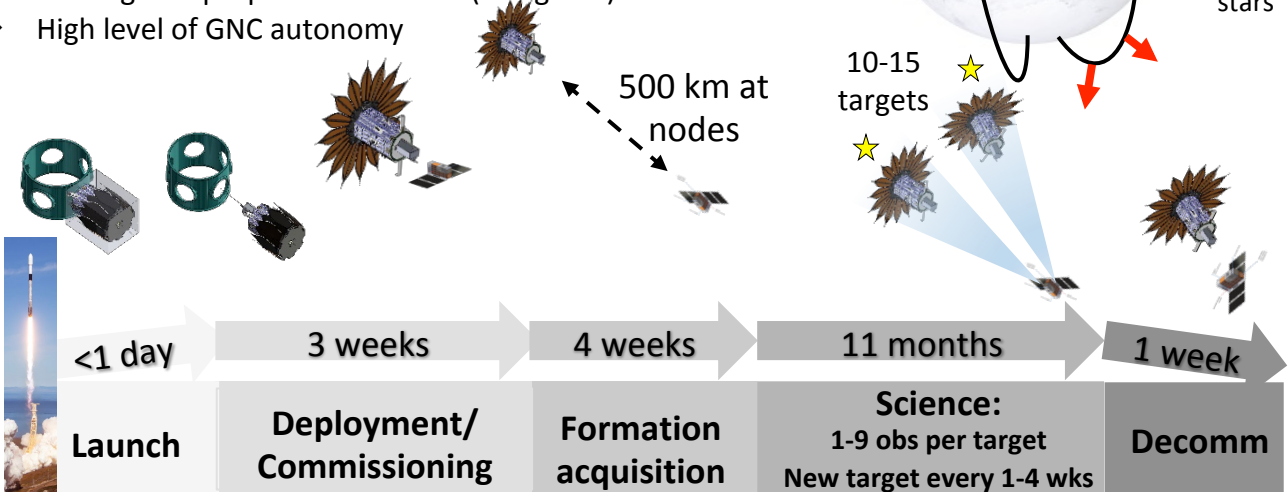 stars
High level of GNC autonomy
500 km at
nodes
10-15
targets
<1 day
3 weeks
4 weeks
11 months
1 week
Launch
Deployment/
Commissioning
Formation
acquisition
Science:
1-9 obs per target
New target every 1-4 wks
Decomm